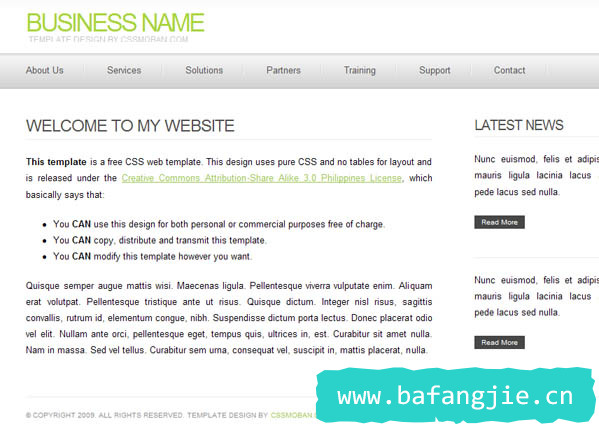 BUSINESS NAME
TEMPLATE DESIGN BY CSSMOBAN.COM
About Us Services Solutions Partners Training Support Contact
WELCOME TO MY WEBSITE
This template is a free CSS web template. This design uses pure CSS and no tables for layout and
is released under the Creative Commons Attribution-Share Alike 3.0 Philippines License, which
basically says that:
You CAN use this design for both personal or commercial purposes free of charge.
You CAN copy, distribute and transmit this template.
You CAN modify this template however you want.
Quisque semper augue mattis wisi. Maecenas ligula. Pellentesque viverra vulputate enim. Aliquam
erat volutpat. Pellentesque tristique ante ut risus. Quisque dictum. Integer nisl risus, sagittis
convallis, rutrum id, elementum congue, nibh. Suspendisse dictum porta lectus. Donec placerat odio
vel elit. Nullam ante orci, pellentesque eget, tempus quis, ultrices in, est. Curabitur sit amet nulla.
Nam in massa. Sed vel tellus. Curabitur sem urna, consequat vel, suscipit in, mattis placerat, nulla.
LATEST NEWS
Nunc euismod, felis et adipis
mauris ligula lacinia lacus
pede lacus sed nulla.
Read More
Nunc euismod, felis et adipis
mauris ligula lacinia lacus
pede lacus sed nulla.
Read More
© COPYRIGHT 2009. ALL RIGHTS RESERVED. TEMPLATE DESIGN BY CSSMOBAN
www.bafangjie.cn